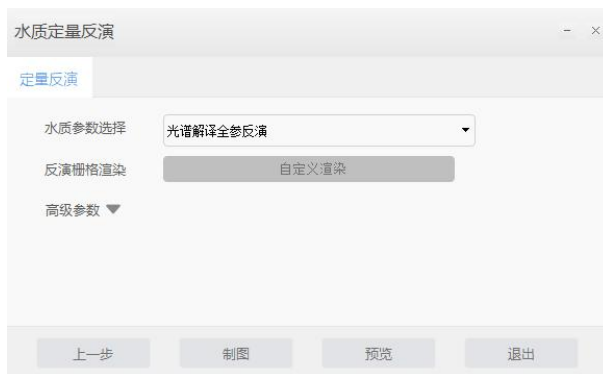 水质定量反演
定量反演
水质参数选择 光谱解译全参反演
反演栅格渲染 自定义渲染
高级参数
上一步 制图 预览 退出